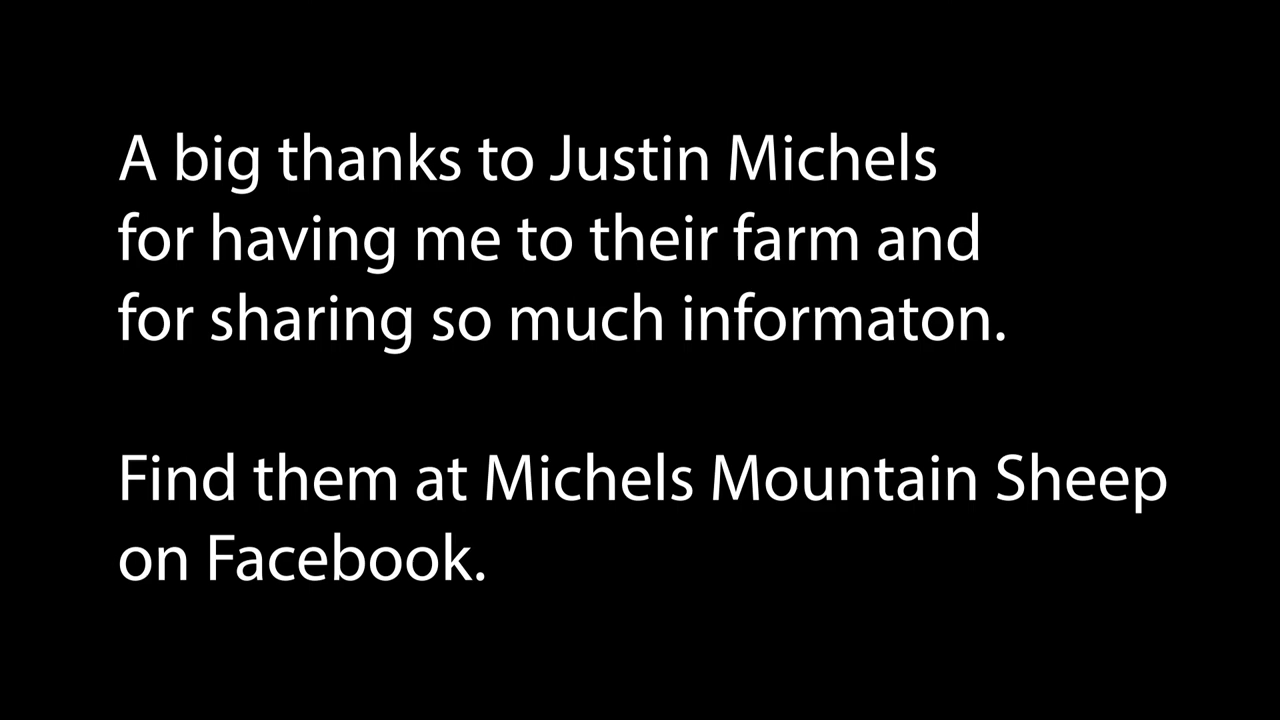 A big thanks to Justin Michels
for having me to their farm and
for sharing so much informaton.
Find them at Michels Mountain Sheep
on Facebook.